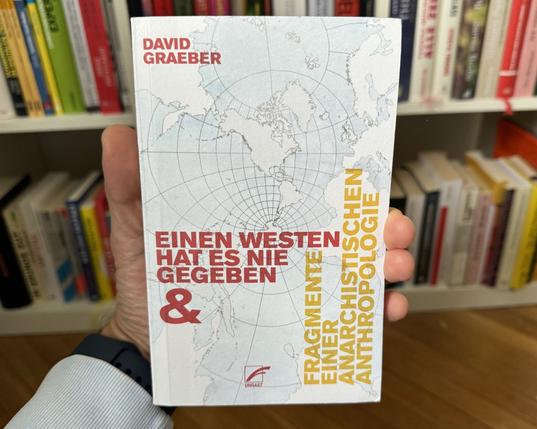 DAVID
GRAEBER
EINEN WESTEN
HAT ES NIE
GEGEBEN
&
FRAGMENTE
EINER
ANARCHISTISCHEN
ANTHROPOLOGIE
UNRAST